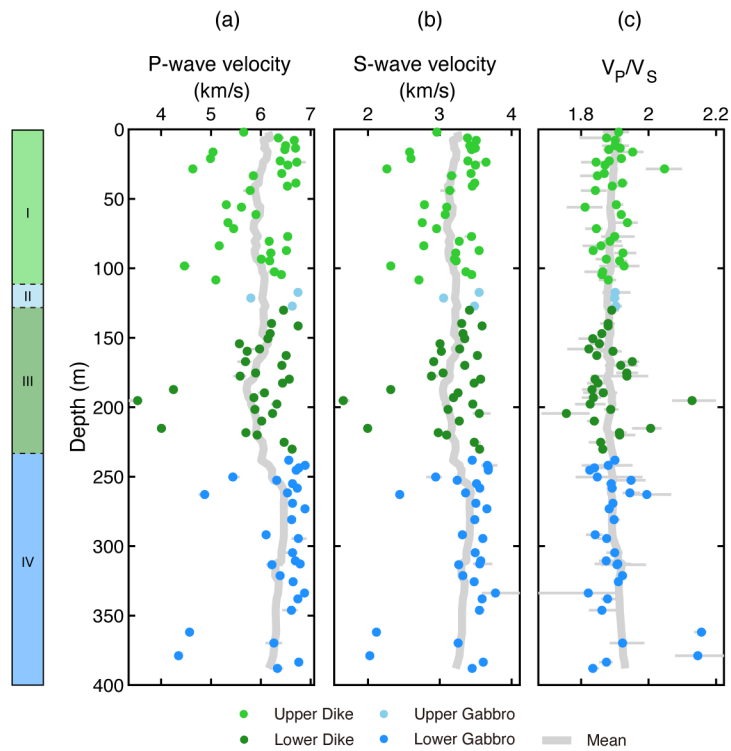 (a) (b) (c)
P-wave velocity S-wave velocity VP/VS
(km/s) (km/s)
4 5 6 7 2 3 4 1.8 2 2.2
0
50
100
150
200
250
300
350
400
Depth (m)
I
II
III
IV
Upper Dike Upper Gabbro
Lower Dike Lower Gabbro Mean